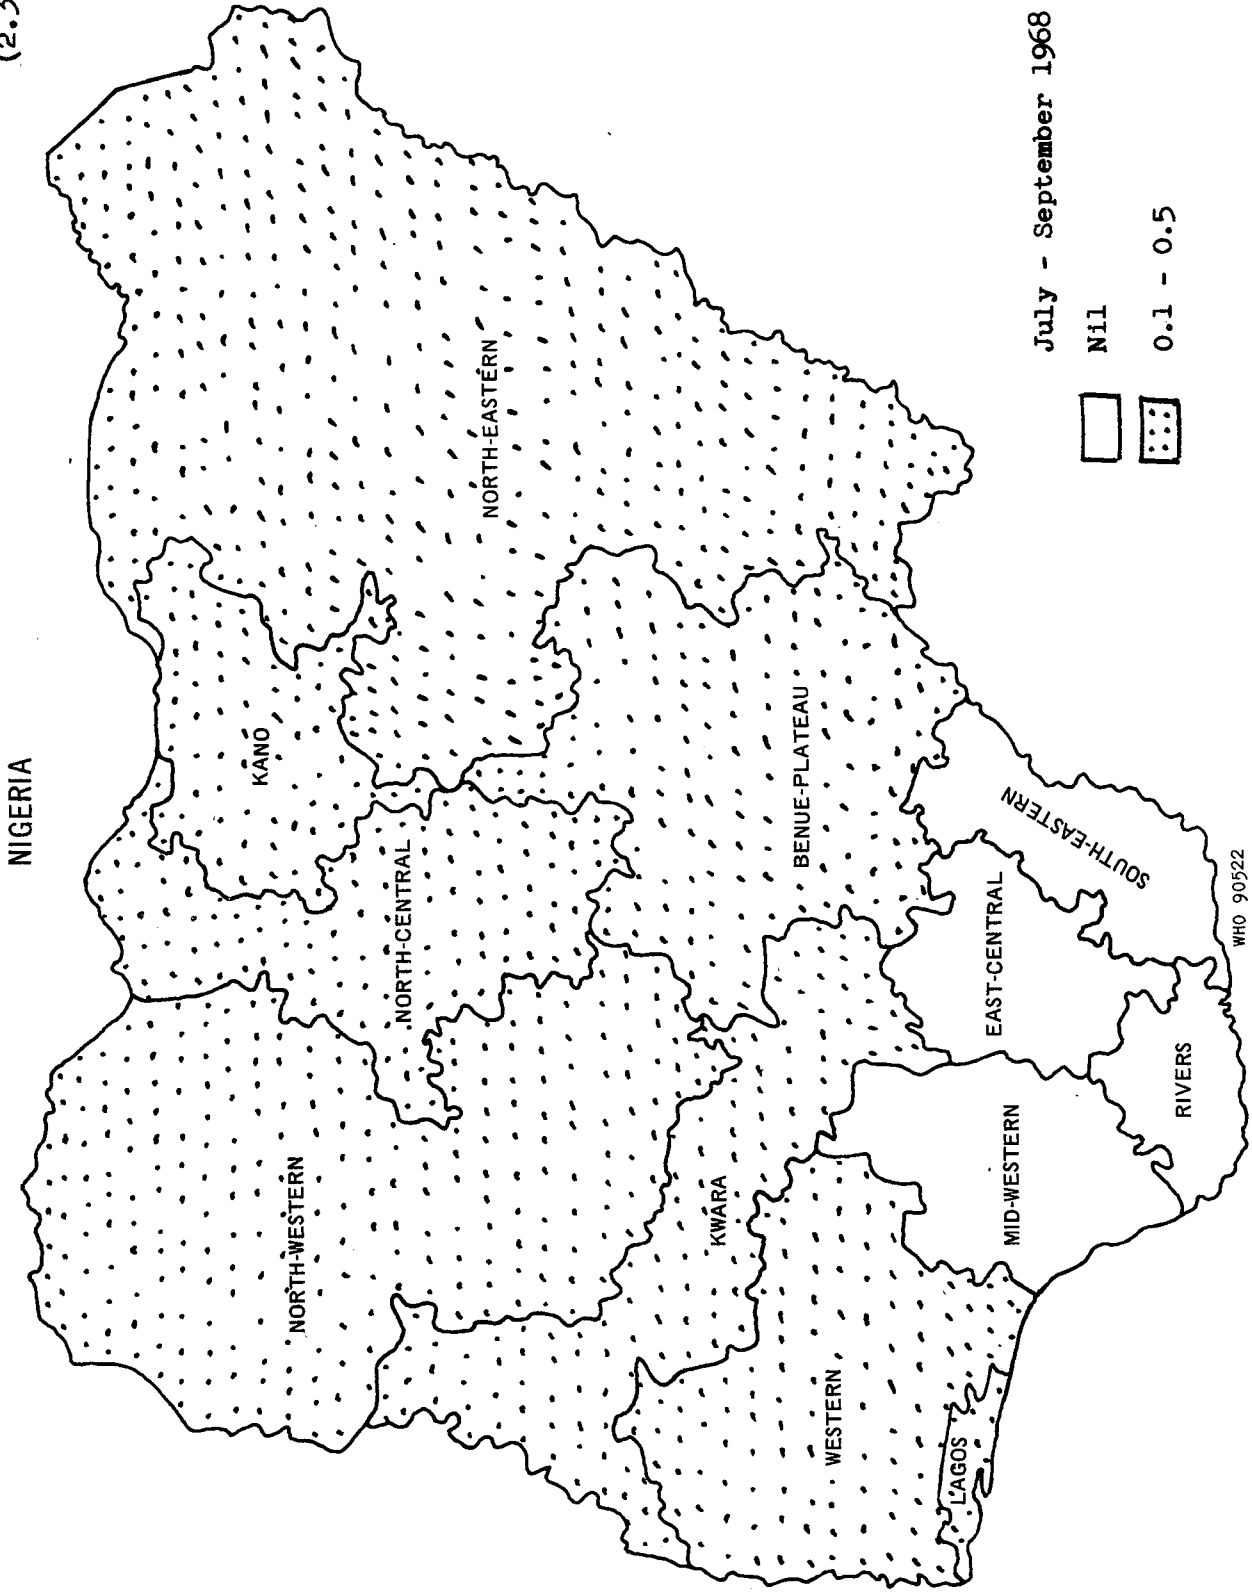 NIGERIA
(2.3
NORTH-WESTERN
NORTH-CENTRAL
KANO
NORTH-EASTERN
KWARA
BENUE-PLATEAU
WESTERN
LAGOS
MID-WESTERN
EAST-CENTRAL
SOUTH-EASTERN
RIVERS
July - September 1968
Nil
0.1 - 0.5
WHO 90522